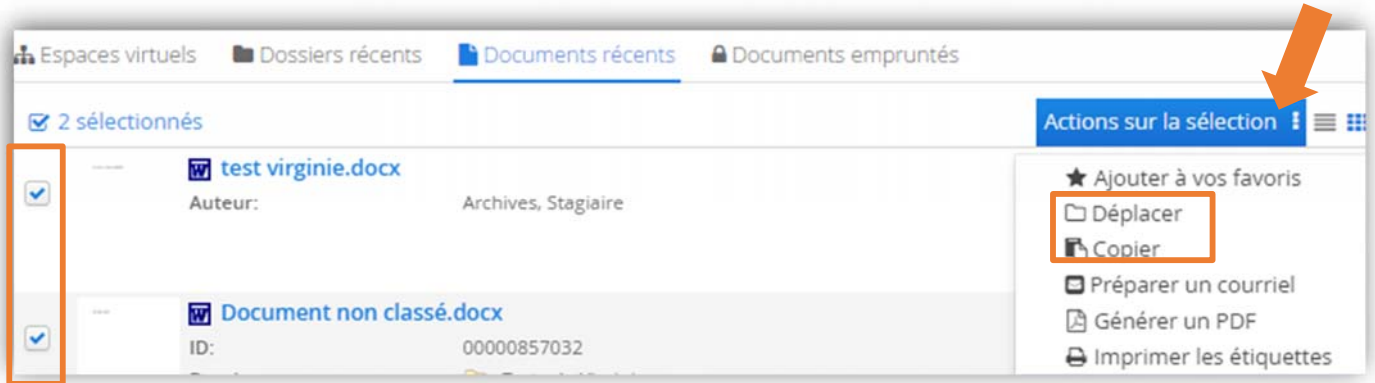 Espaces virtuels Dossiers récents Documents récents Documents empruntés
2 sélectionnés
Actions sur la sélection
test virginie.docx
Auteur: Archives, Stagiaire
Document non classé.docx
ID: 00000857032
Ajouter à vos favoris
Déplacer
Copier
Préparer un courriel
Générer un PDF
Imprimer les étiquettes